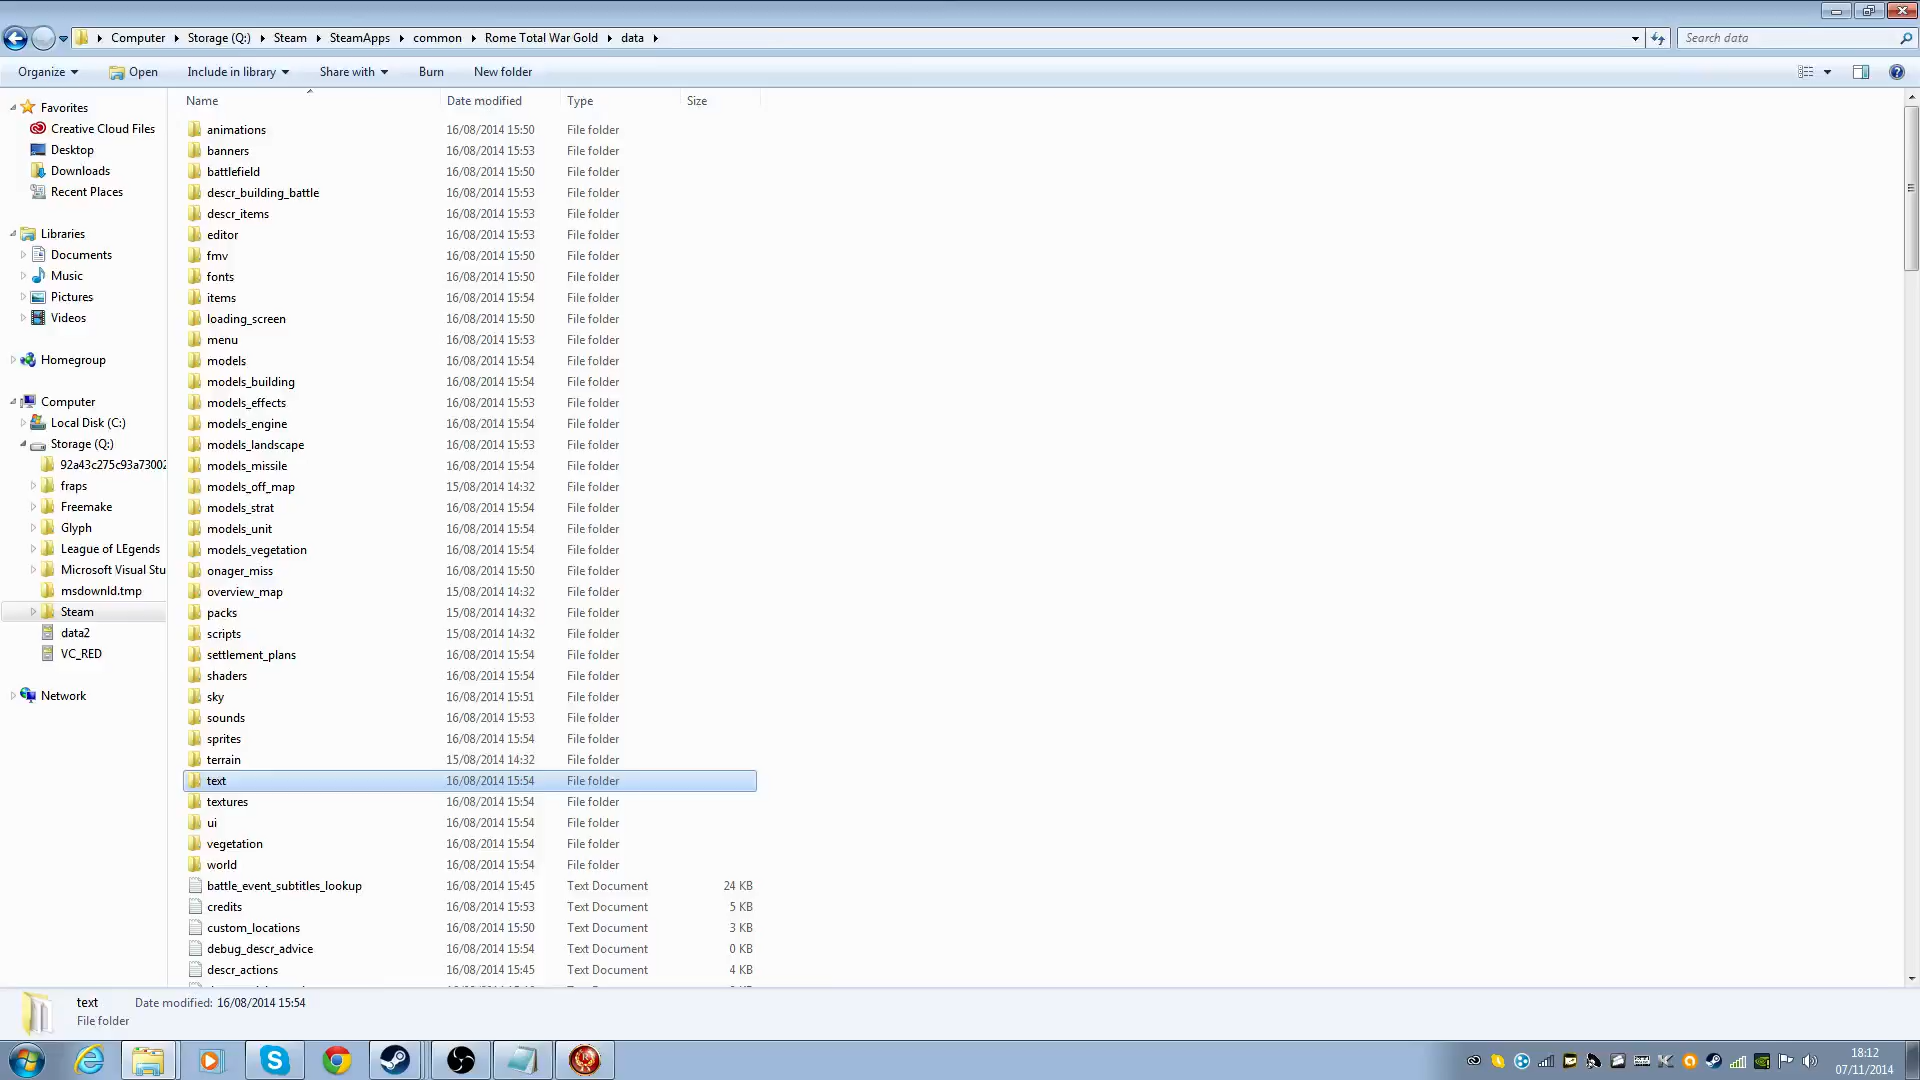 Computer Storage (Q:) Steam SteamApps common Rome Total War Gold data
Search data
Organize Open Include in library Share with Burn New folder
Name Date modified Type Size
Favorites
Creative Cloud Files
Desktop
Downloads
Recent Places
Libraries
Documents
Music
Pictures
Videos
Homegroup
Computer
Local Disk (C:)
Storage (Q:)
92a43c275c93a73002
fraps
Freemake
Glyph
League of LEgends
Microsoft Visual Stu
msdownld.tmp
Steam
data2
VC_RED
Network
animations 16/08/2014 15:50 File folder
banners 16/08/2014 15:53 File folder
battlefield 16/08/2014 15:50 File folder
descr_building_battle 16/08/2014 15:53 File folder
descr_items 16/08/2014 15:53 File folder
editor 16/08/2014 15:53 File folder
fmv 16/08/2014 15:50 File folder
fonts 16/08/2014 15:50 File folder
items 16/08/2014 15:54 File folder
loading_screen 16/08/2014 15:50 File folder
menu 16/08/2014 15:53 File folder
models 16/08/2014 15:54 File folder
models_building 16/08/2014 15:54 File folder
models_effects 16/08/2014 15:53 File folder
models_engine 16/08/2014 15:54 File folder
models_landscape 16/08/2014 15:53 File folder
models_missile 16/08/2014 15:54 File folder
models_off_map 15/08/2014 14:32 File folder
models_strat 16/08/2014 15:54 File folder
models_unit 16/08/2014 15:54 File folder
models_vegetation 16/08/2014 15:54 File folder
onager_miss 16/08/2014 15:50 File folder
overview_map 15/08/2014 14:32 File folder
packs 15/08/2014 14:32 File folder
scripts 15/08/2014 14:32 File folder
settlement_plans 16/08/2014 15:54 File folder
shaders 16/08/2014 15:54 File folder
sky 16/08/2014 15:51 File folder
sounds 16/08/2014 15:53 File folder
sprites 16/08/2014 15:54 File folder
terrain 15/08/2014 14:32 File folder
text 16/08/2014 15:54 File folder
textures 16/08/2014 15:54 File folder
ui 16/08/2014 15:54 File folder
vegetation 16/08/2014 15:54 File folder
world 16/08/2014 15:54 File folder
battle_event_subtitles_lookup 16/08/2014 15:45 Text Document 24 KB
credits 16/08/2014 15:53 Text Document 5 KB
custom_locations 16/08/2014 15:50 Text Document 3 KB
debug_descr_advice 16/08/2014 15:54 Text Document 0 KB
descr_actions 16/08/2014 15:45 Text Document 4 KB
text Date modified: 16/08/2014 15:54
File folder
18:12
07/11/2014